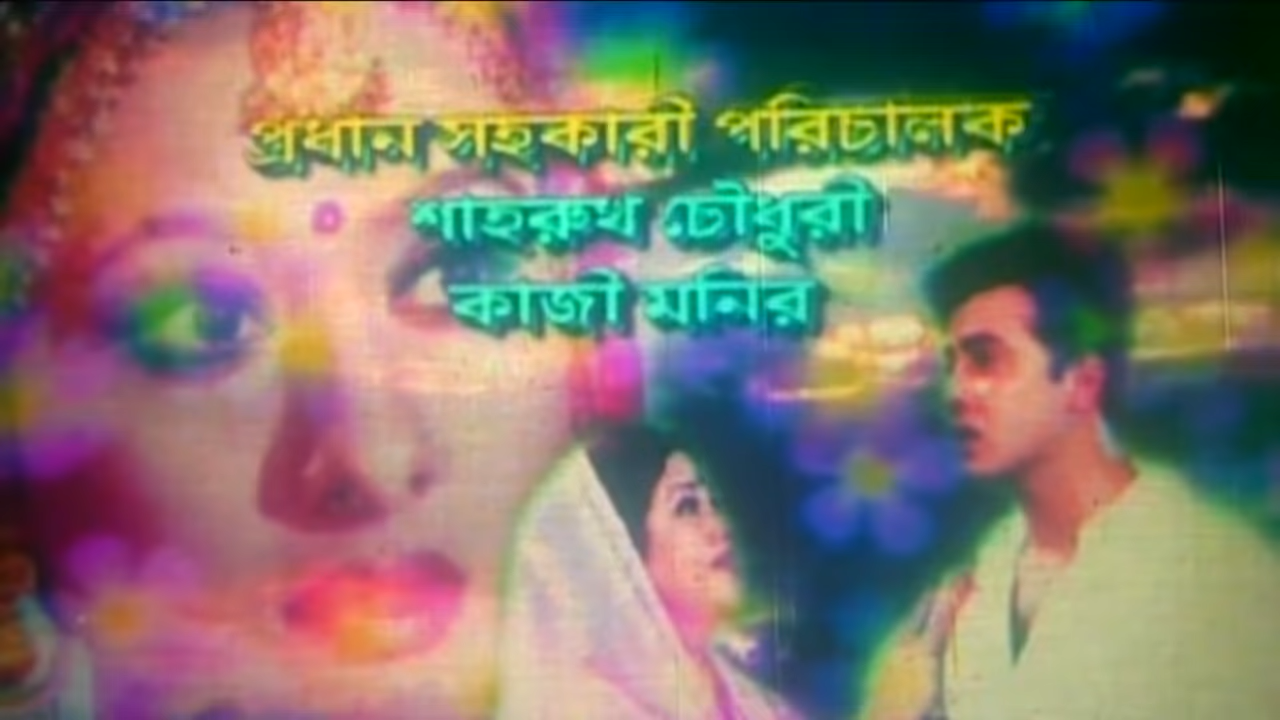 প্রধান সহকারী পরিচালক
শাহরুখ চৌধুরী
কাজী মনির